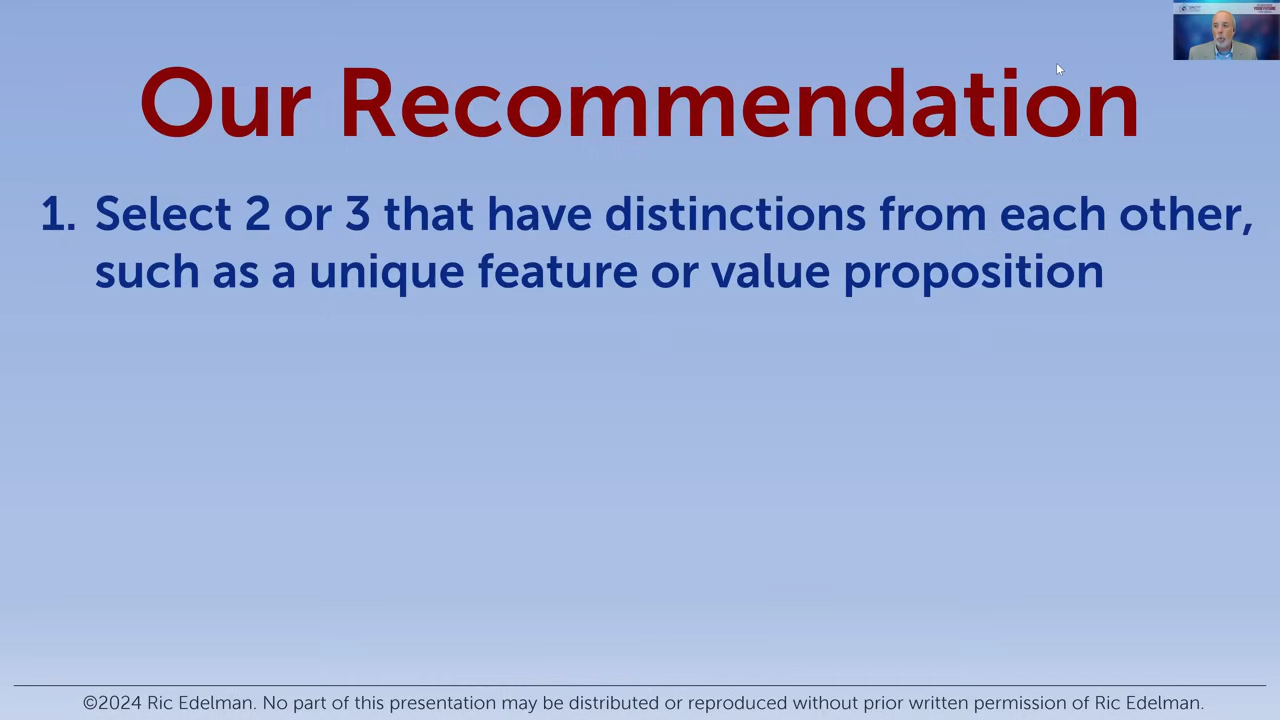 Our Recommendation
1. Select 2 or 3 that have distinctions from each other,
such as a unique feature or value proposition
©2024 Ric Edelman. No part of this presentation may be distributed or reproduced without prior written permission of Ric Edelman.